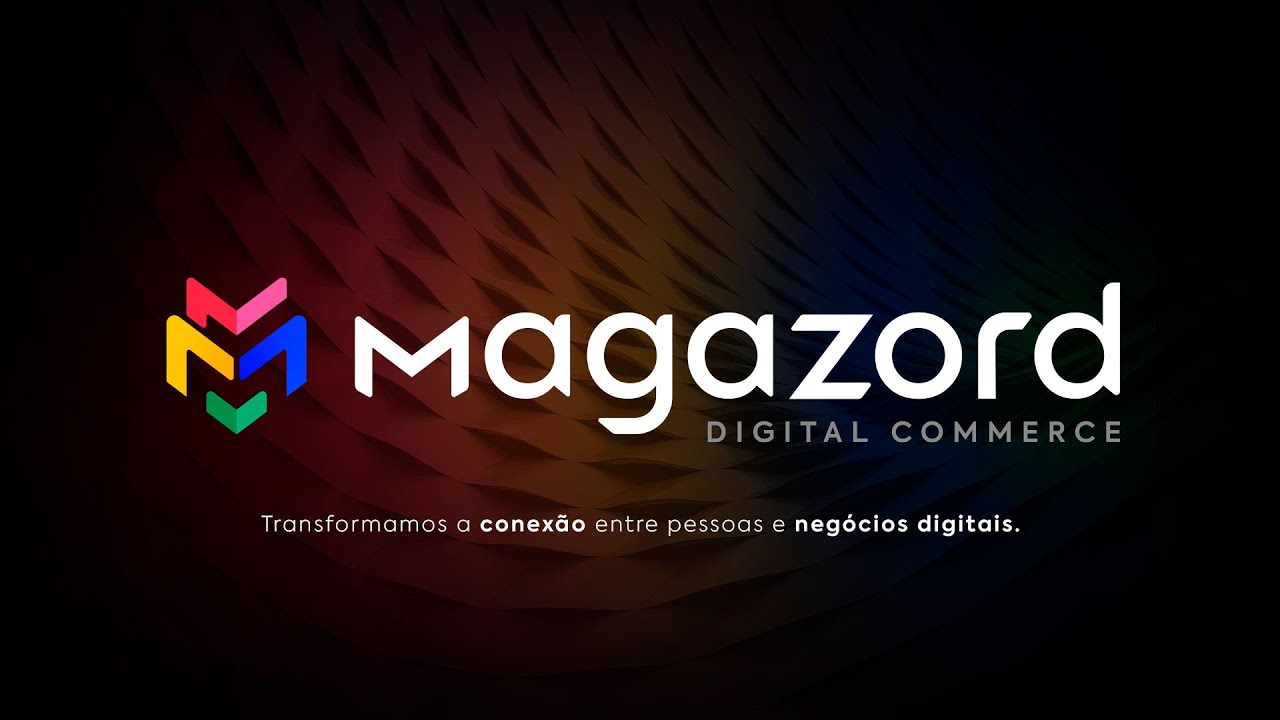 Magazord
DIGITAL COMMERCE
Transformamos a conexão entre pessoas e negócios digitais.